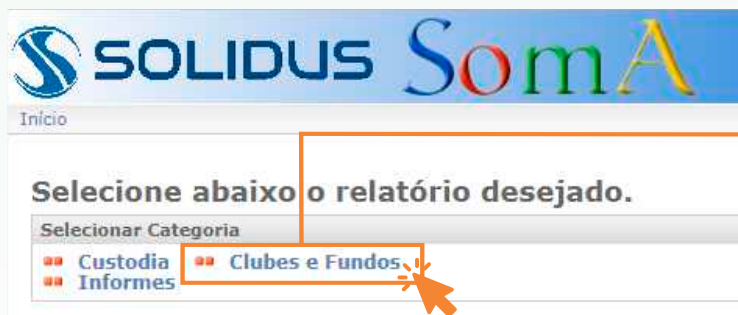 SOLIDUS SomA
Início
Selecione abaixo o relatório desejado.
Selecionar Categoria
Custodia Clubes e Fundos
Informes